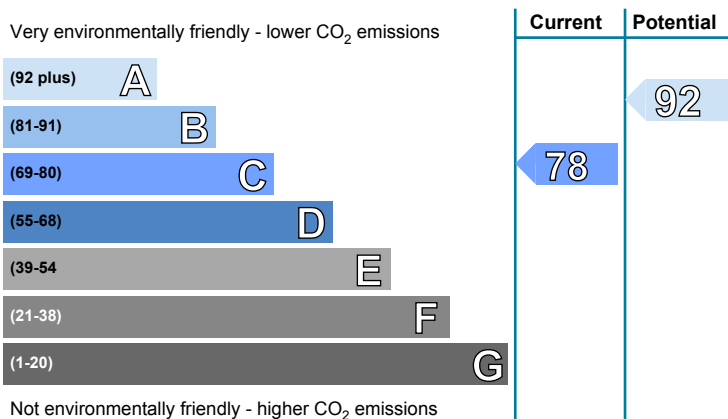 Very environmentally friendly - lower CO2 emissions
Current
Potential
(92 plus) A
(81-91) B
(69-80) C
(55-68) D
(39-54 E
(21-38) F
(1-20) G
92
78
Not environmentally friendly - higher CO2 emissions